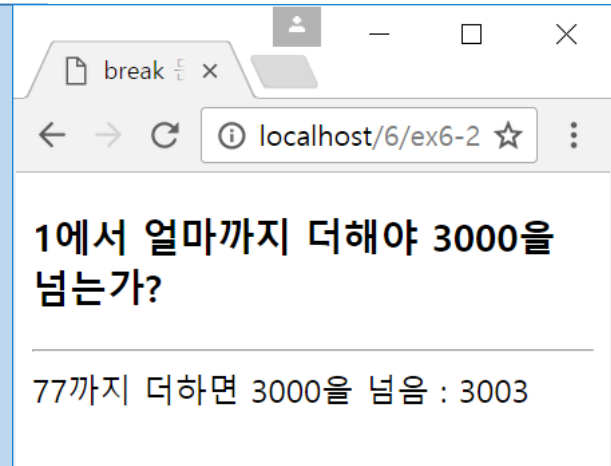 break
localhost/6/ex6-2
1에서 얼마까지 더해야 3000을
넘는가?
77까지 더하면 3000을 넘음 : 3003